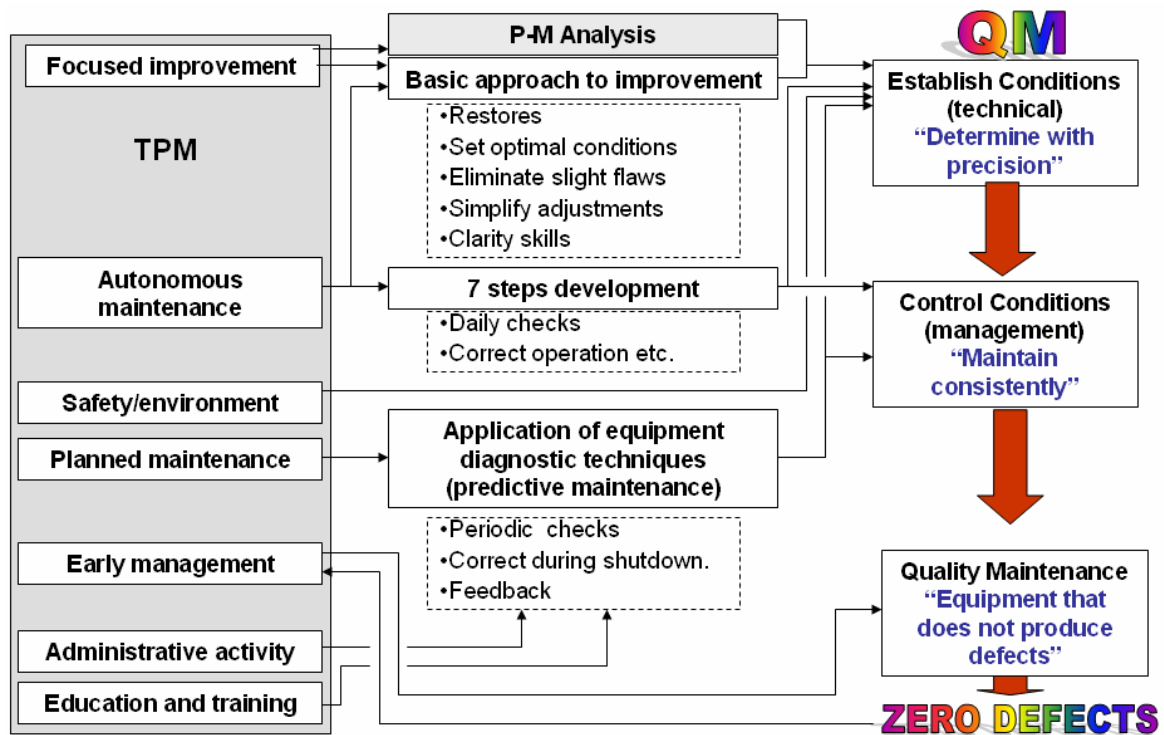 TPM
Focused improvement
Autonomous
maintenance
Safety/environment
Planned maintenance
Early management
Administrative activity
Education and training
P-M Analysis
Basic approach to improvement
•Restores
•Set optimal conditions
•Eliminate slight flaws
•Simplify adjustments
•Clarity skills
7 steps development
•Daily checks
•Correct operation etc.
Application of equipment
diagnostic techniques
(predictive maintenance)
•Periodic checks
•Correct during shutdown.
•Feedback
QM
Establish Conditions
(technical)
“Determine with
precision”
Control Conditions
(management)
“Maintain
consistently”
Quality Maintenance
“Equipment that
does not produce
defects”
ZERO DEFECTS